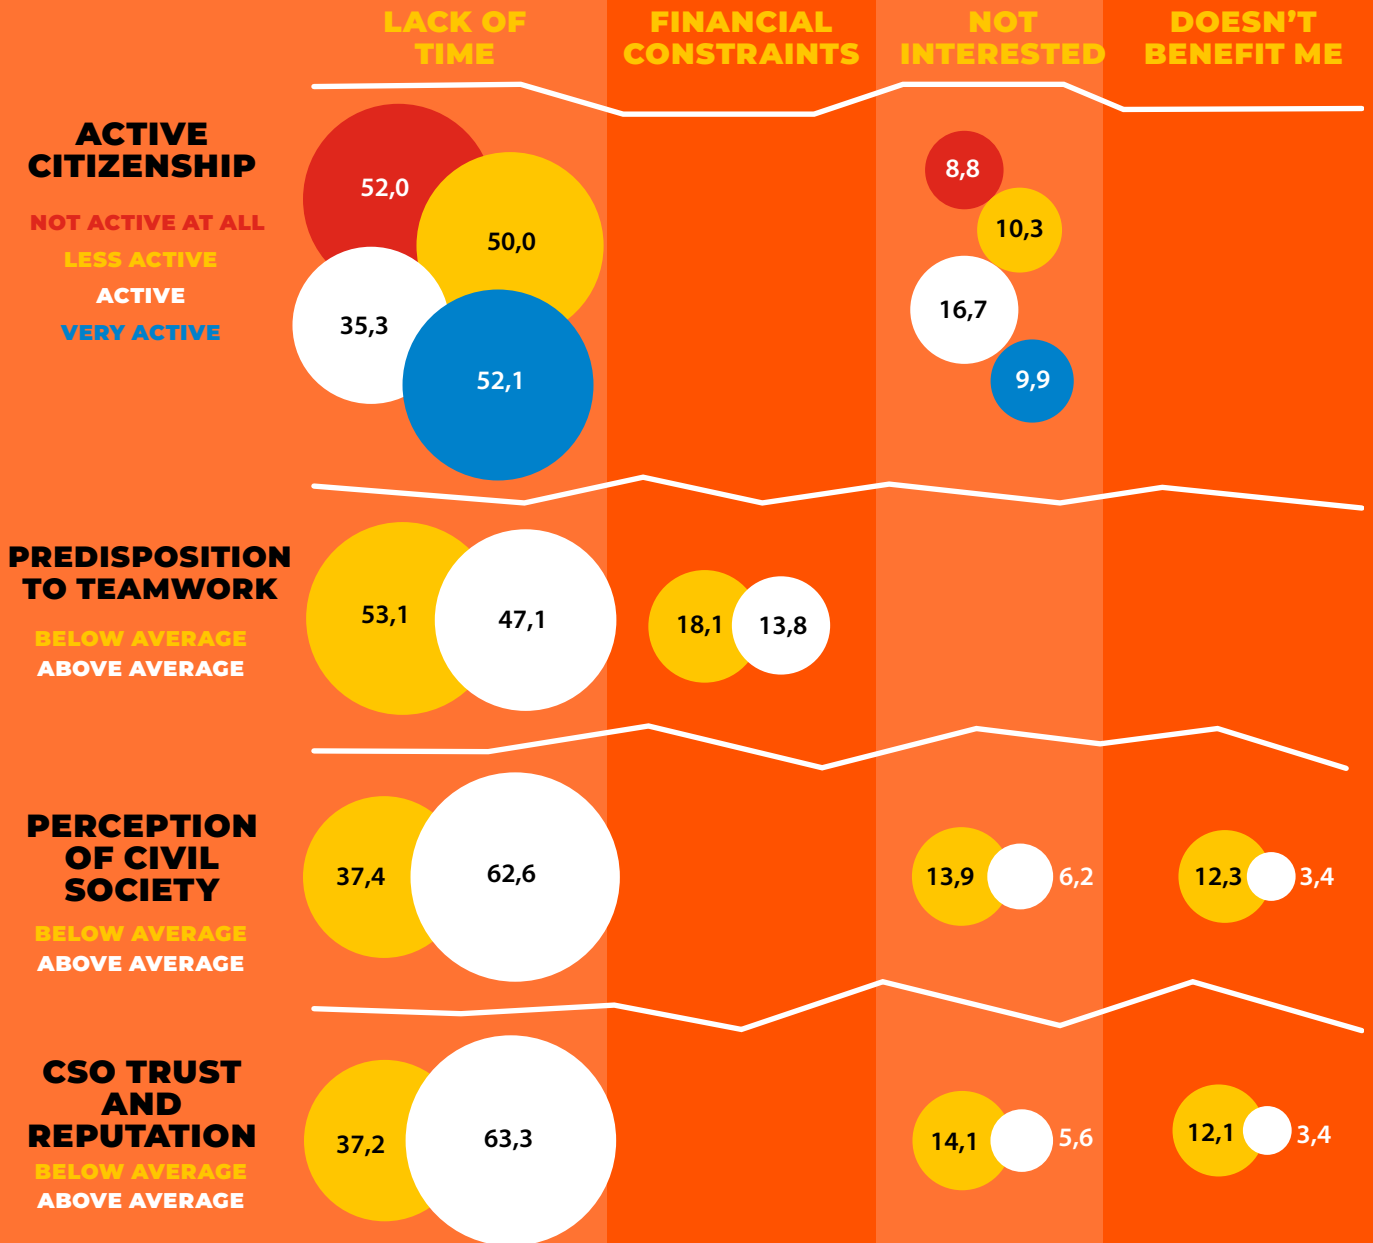 LACK OF
TIME
FINANCIAL
CONSTRAINTS
NOT
INTERESTED
DOESN'T
BENEFIT ME
ACTIVE
CITIZENSHIP
NOT ACTIVE AT ALL
LESS ACTIVE
ACTIVE
VERY ACTIVE
52,0
50,0
35,3
52,1
8,8
10,3
16,7
9,9
PREDISPOSITION
TO TEAMWORK
BELOW AVERAGE
ABOVE AVERAGE
53,1
47,1
18,1
13,8
PERCEPTION
OF CIVIL
SOCIETY
BELOW AVERAGE
ABOVE AVERAGE
37,4
62,6
13,9
6,2
12,3
3,4
CSO TRUST
AND
REPUTATION
BELOW AVERAGE
ABOVE AVERAGE
37,2
63,3
14,1
5,6
12,1
3,4